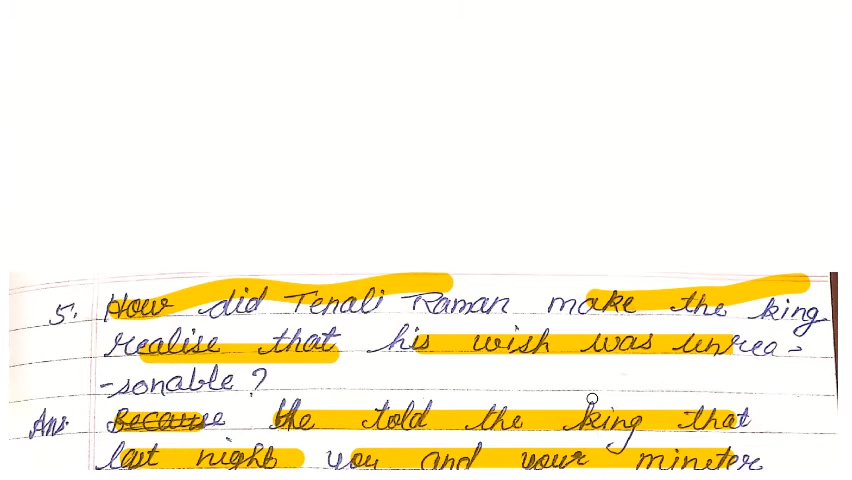 5. How did Tenali Raman make the king
realise that his wish was unrea-
-sonable?
Ans. Because he told the king that
last night you and your minster